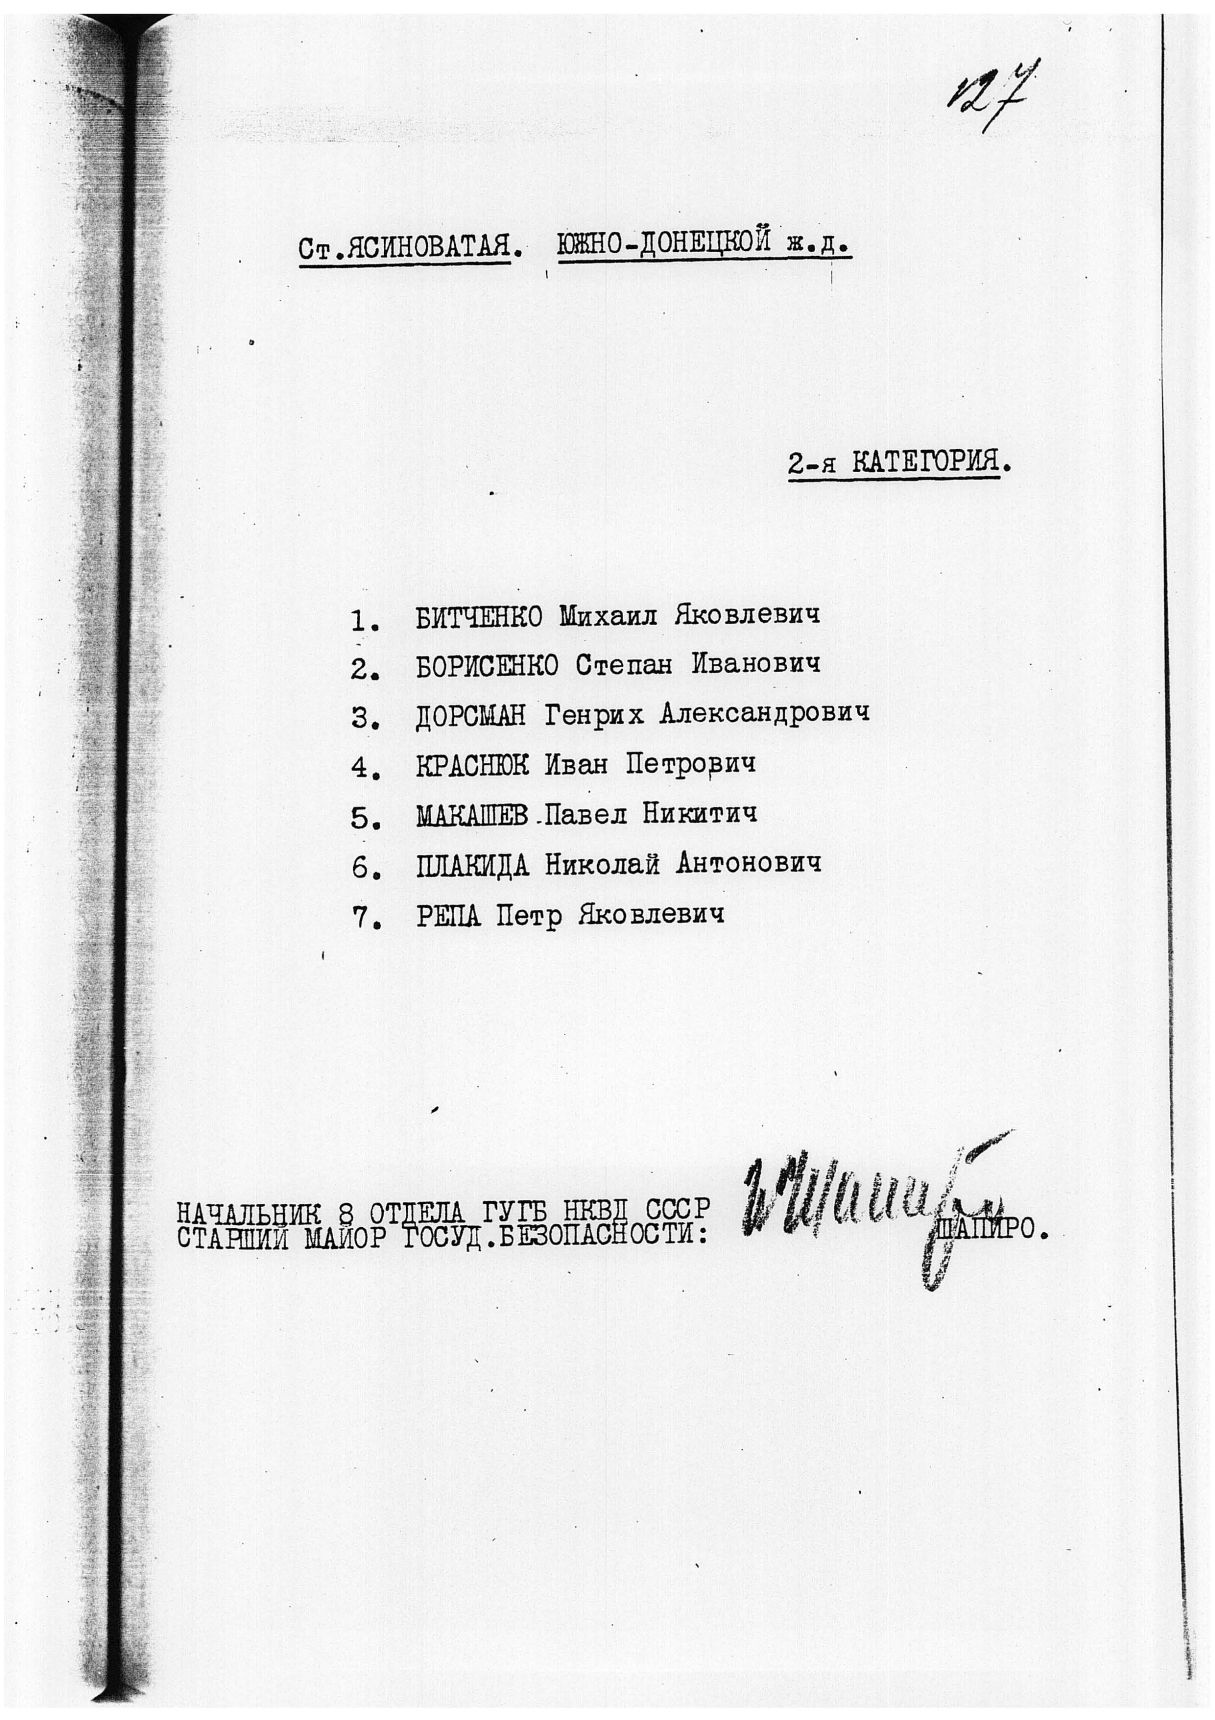 127
Ст.ЯСИНОВАТАЯ. ЮЖНО-ДОНЕЦКОЙ ж.д.
2-я КАТЕГОРИЯ.
1. БИТЧЕНКО Михаил Яковлевич
2. БОРИСЕНКО Степан Иванович
3. ДОРСМАН Генрих Александрович
4. КРАСНЮК Иван Петрович
5. МАКАШЕВ Павел Никитич
6. ПЛАКИДА Николай Антонович
7. РЕПА Петр Яковлевич
НАЧАЛЬНИК 8 ОТДЕЛА ГУГБ НКВД СССР
СТАРШИЙ МАЙОР ГОСУД.БЕЗОПАСНОСТИ: ШАПИРО.